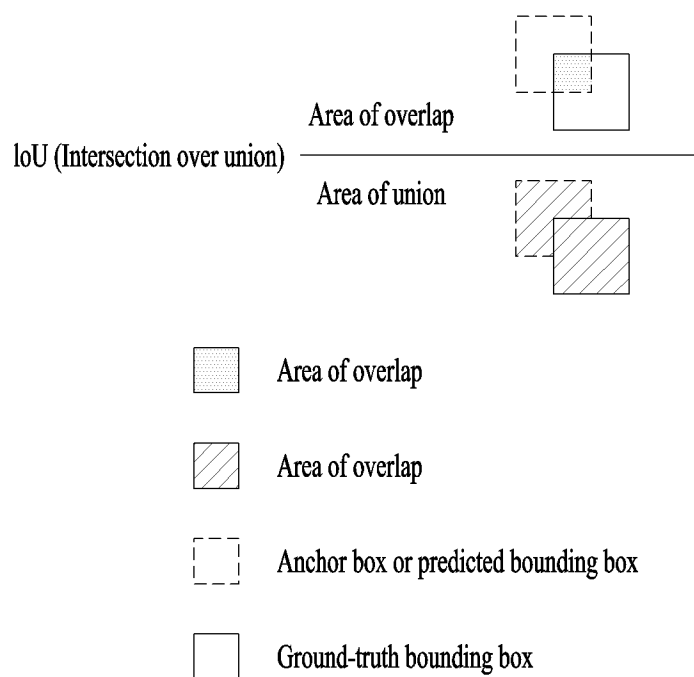 Area of overlap
IoU (Intersection over union)
Area of union
Area of overlap
Area of overlap
Anchor box or predicted bounding box
Ground-truth bounding box